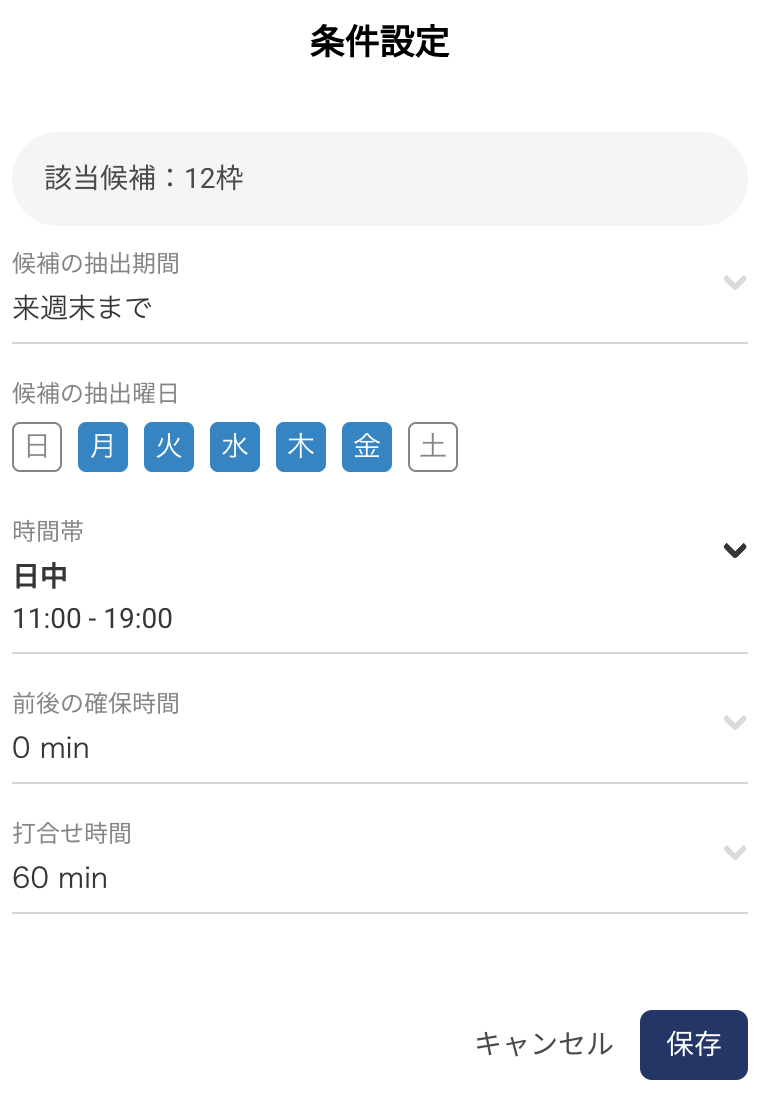 条件設定
該当候補：12枠
候補の抽出期間
来週末まで
候補の抽出曜日
日 月 火 水 木 金 土
時間帯
日中
11:00 - 19:00
前後の確保時間
0 min
打合せ時間
60 min
キャンセル 保存